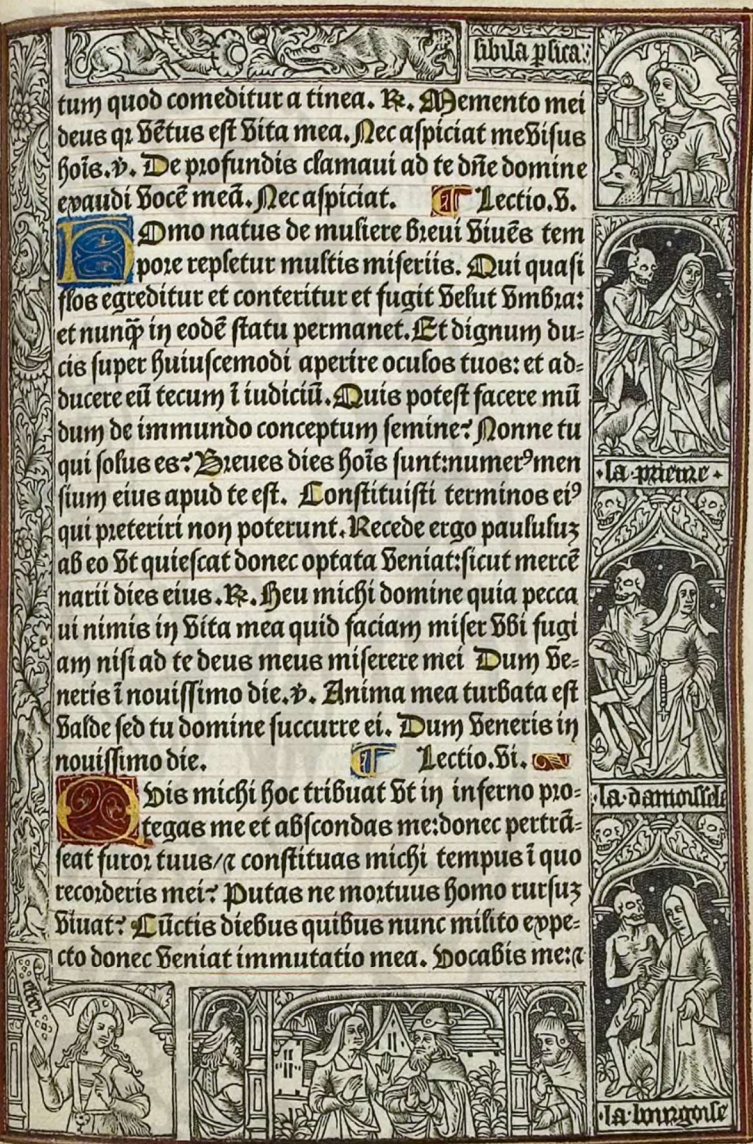 sibila psica:
tum quod comeditur a tinea. ℟. Memento mei
deus qꝛ vẽtus est vita mea. Nec aspiciat me visus
hoĩs. ℣. De profundis clamaui ad te dñe domine
exaudi vocẽ meã. Nec aspiciat. ¶ Lectio. v.
Homo natus de muliere breui viuẽs tem
pore repletur multis miseriis. Qui quasi
flos egreditur et conteritur et fugit velut vmbra:
et nunq̃ in eodẽ statu permanet. Et dignum du-
cis super huiuscemodi aperire oculos tuos: et ad-
ducere eũ tecum ĩ iudiciũ. Quis potest facere mũ
dum de immundo conceptum semine? Nonne tu
qui solus es? Breues dies hoĩs sunt: numerꝰ men
sium eius apud te est. Constituisti terminos eiꝰ
qui preteriri non poterunt. Recede ergo paululuꝫ
ab eo vt quiescat donec optata veniat: sicut mercẽ
narii dies eius. ℟. Heu michi domine quia pecca
ui nimis in vita mea quid faciam miser vbi fugi
am nisi ad te deus meus miserere mei Dum ve-
neris ĩ nouissimo die. ℣. Anima mea turbata est
valde sed tu domine succurre ei. Dum veneris in
nouissimo die. ¶ Lectio. vi.
Quis michi hoc tribuat vt in inferno pro-
tegas me et abscondas me: donec pertrã-
seat furor tuus/⁊ constituas michi tempus ĩ quo
recorderis mei? Putas ne mortuus homo rursuꝫ
viuat? Cũctis diebus quibus nunc milito expe-
cto donec veniat immutatio mea. Vocabis me: ⁊
·la prieure·
·la damoiselle
·la bourgoise